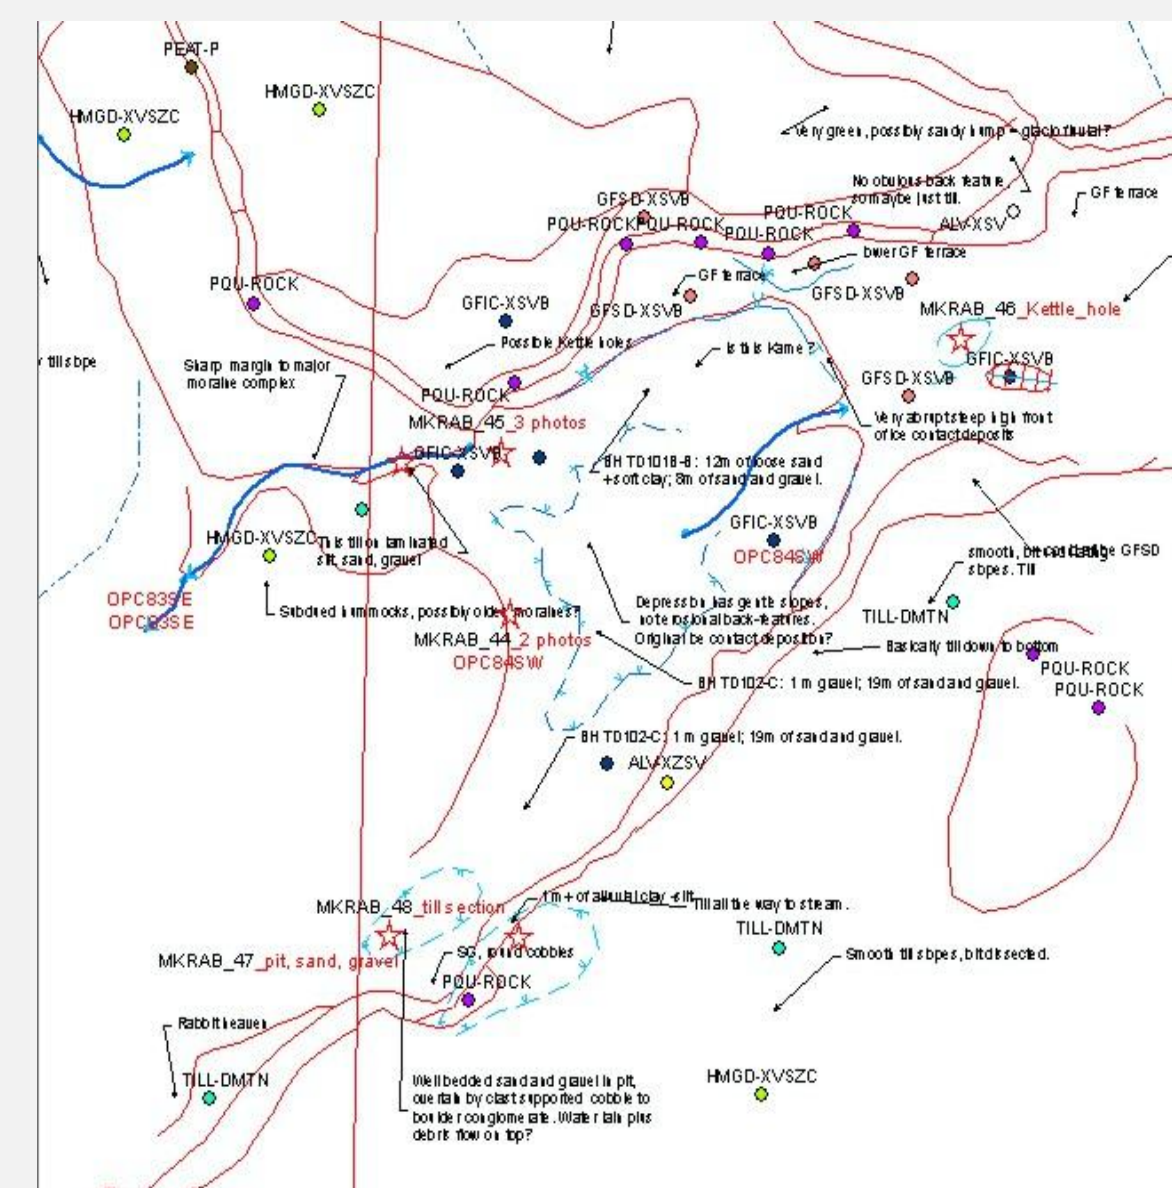 PEAT-P
HMGD-XVSZC
HMGD-XVSZC
Very green, possibly sandy hump - glaciofluvial?
No obvious back feature
so maybe just till.
GF terrace
GFSD-XSVB
PQU-ROCK
PQU-ROCK
PQU-ROCK
PQU-ROCK
ALV-XSV
lower GF terrace
GF terrace
PQU-ROCK
GFIC-XSVB
GFSD-XSVB
GFSD-XSVB
MKRAB_46_Kettle_hole
Possible Kettle holes
Is this Kame?
GFIC-XSVB
y till slope
Sharp margin to major
moraine complex
PQU-ROCK
GFSD-XSVB
MKRAB_45_3 photos
Very abrupt steep high front
of ice contact deposits
GFIC-XSVB
BH TD101B-B: 12m of loose sand
+ soft clay; 8m of sand and gravel.
GFIC-XSVB
OPC84SW
HMGD-XVSZC
This till on laminated
silt, sand, gravel
smooth,
could be GFSD
slopes. Till
OPC83SE
OPC83SE
Subdued hummocks, possibly older moraines?
Depression has gentle slopes,
not erosional back-features.
Original ice contact deposition?
TILL-DMTN
MKRAB_44_2 photos
OPC84SW
Basically till down to bottom
PQU-ROCK
PQU-ROCK
BH TD102-C: 1 m gravel; 19m of sand and gravel.
BH TD102-C: 1 m gravel; 19m of sand and gravel.
ALV-XZSV
MKRAB_48_till section
1m+ of alluvial clay - silt
Till all the way to stream.
TILL-DMTN
MKRAB_47_pit, sand, gravel
SG, round cobbles
Smooth till slopes, bit dissected.
PQU-ROCK
Rabbit heaven
TILL-DMTN
HMGD-XVSZC
Well bedded sand and gravel in pit,
overlain by clast supported cobble to
boulder conglomerate. Water lain plus
debris flow on top?